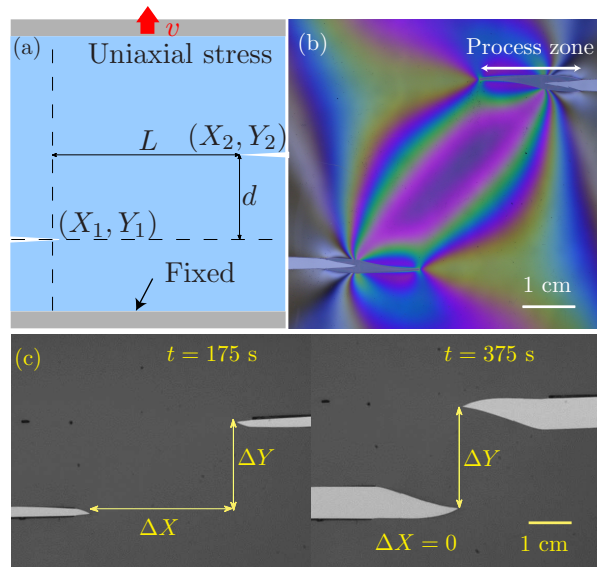 v
(a)
Uniaxial stress
L
(X₂, Y₂)
d
(X₁, Y₁)
Fixed
(b)
Process zone
1 cm
(c)
t = 175 s
ΔY
ΔX
t = 375 s
ΔY
ΔX = 0
1 cm